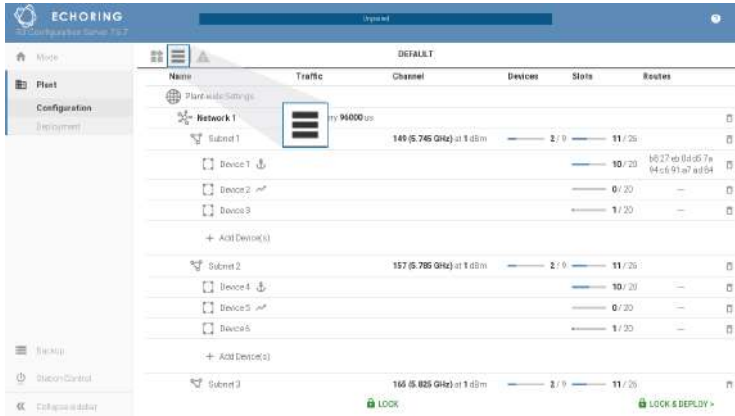 ECHORING
Unpaired
Mode
DEFAULT
Plant
Name Traffic Channel Devices Slots Routes
Plant-wide Settings
Configuration
Network 1 96000 us
Deployment
Subnet 1 149 (5.745 GHz) at 1 dBm 2 / 9 11 / 26
Device 1 10 / 20
Device 2 0 / 20 —
Device 3 1 / 20 —
+ Add Device(s)
Subnet 2 157 (5.785 GHz) at 1 dBm 2 / 9 11 / 26
Device 4 10 / 20 —
Device 5 0 / 20 —
Device 6 1 / 20 —
Backup
+ Add Device(s)
Station Control
Subnet 3 165 (5.825 GHz) at 1 dBm 2 / 9 11 / 26
Collapse sidebar
LOCK LOCK & DEPLOY >